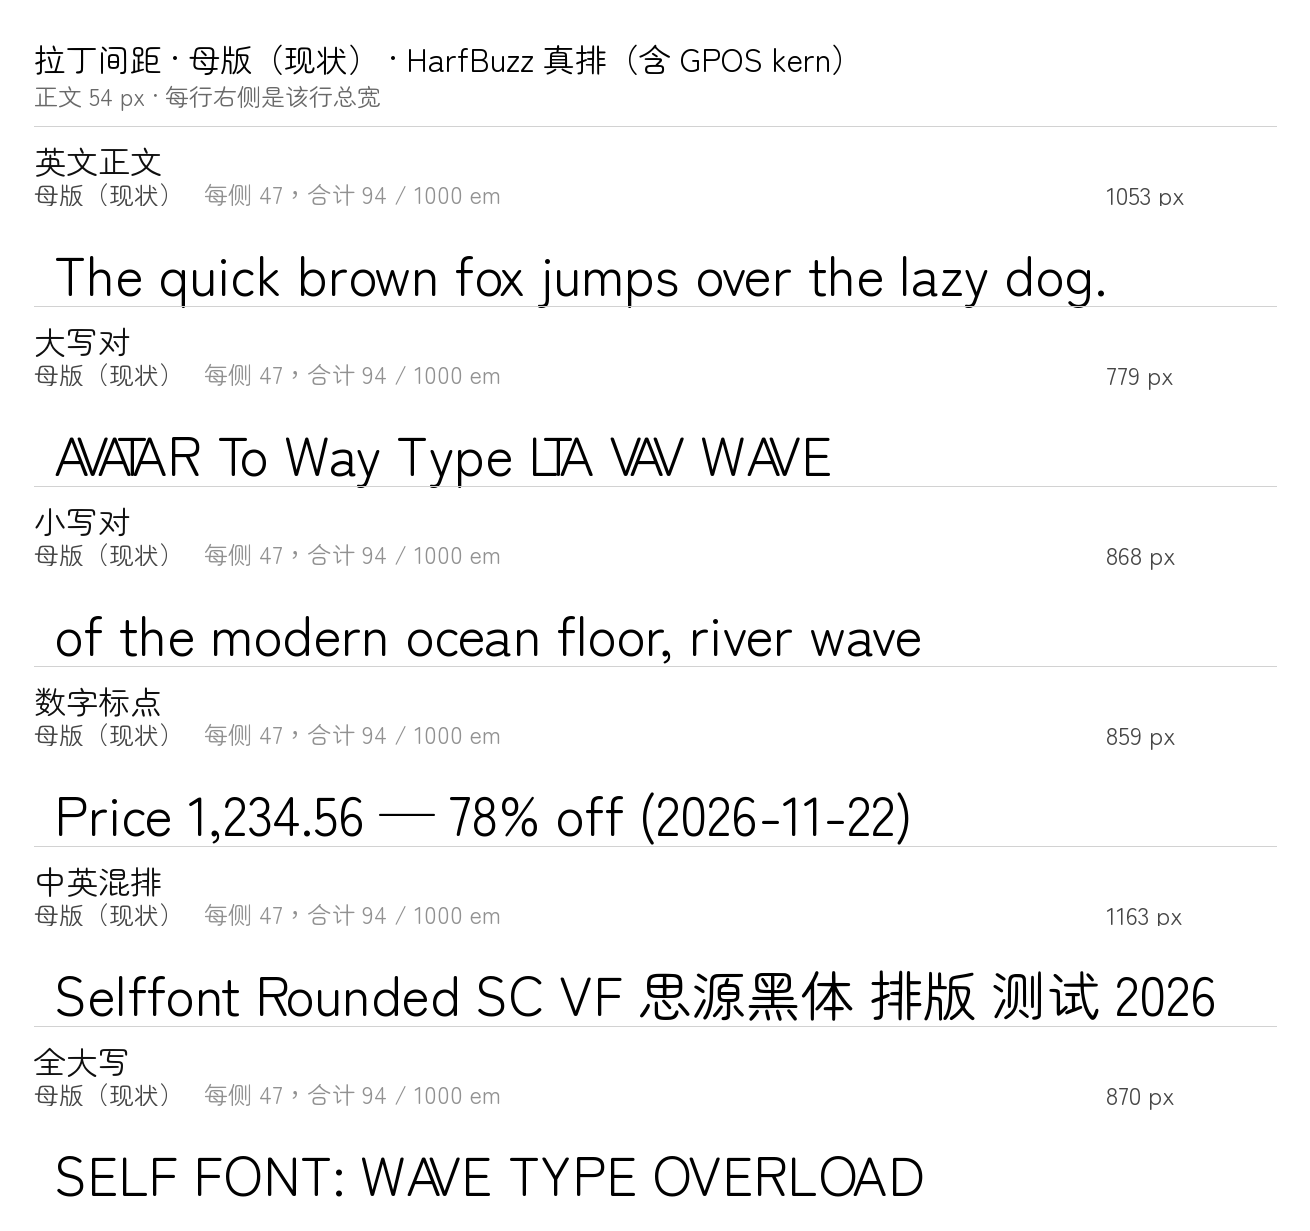 拉丁间距 · 母版（现状） · HarfBuzz 真排（含 GPOS kern）
正文 54 px · 每行右侧是该行总宽
英文正文
母版（现状） 每侧 47，合计 94 / 1000 em 1053 px
The quick brown fox jumps over the lazy dog.
大写对
母版（现状） 每侧 47，合计 94 / 1000 em 779 px
AVATAR To Way Type LTA VAV WAVE
小写对
母版（现状） 每侧 47，合计 94 / 1000 em 868 px
of the modern ocean floor, river wave
数字标点
母版（现状） 每侧 47，合计 94 / 1000 em 859 px
Price 1,234.56 — 78% off (2026-11-22)
中英混排
母版（现状） 每侧 47，合计 94 / 1000 em 1163 px
Selffont Rounded SC VF 思源黑体 排版 测试 2026
全大写
母版（现状） 每侧 47，合计 94 / 1000 em 870 px
SELF FONT: WAVE TYPE OVERLOAD